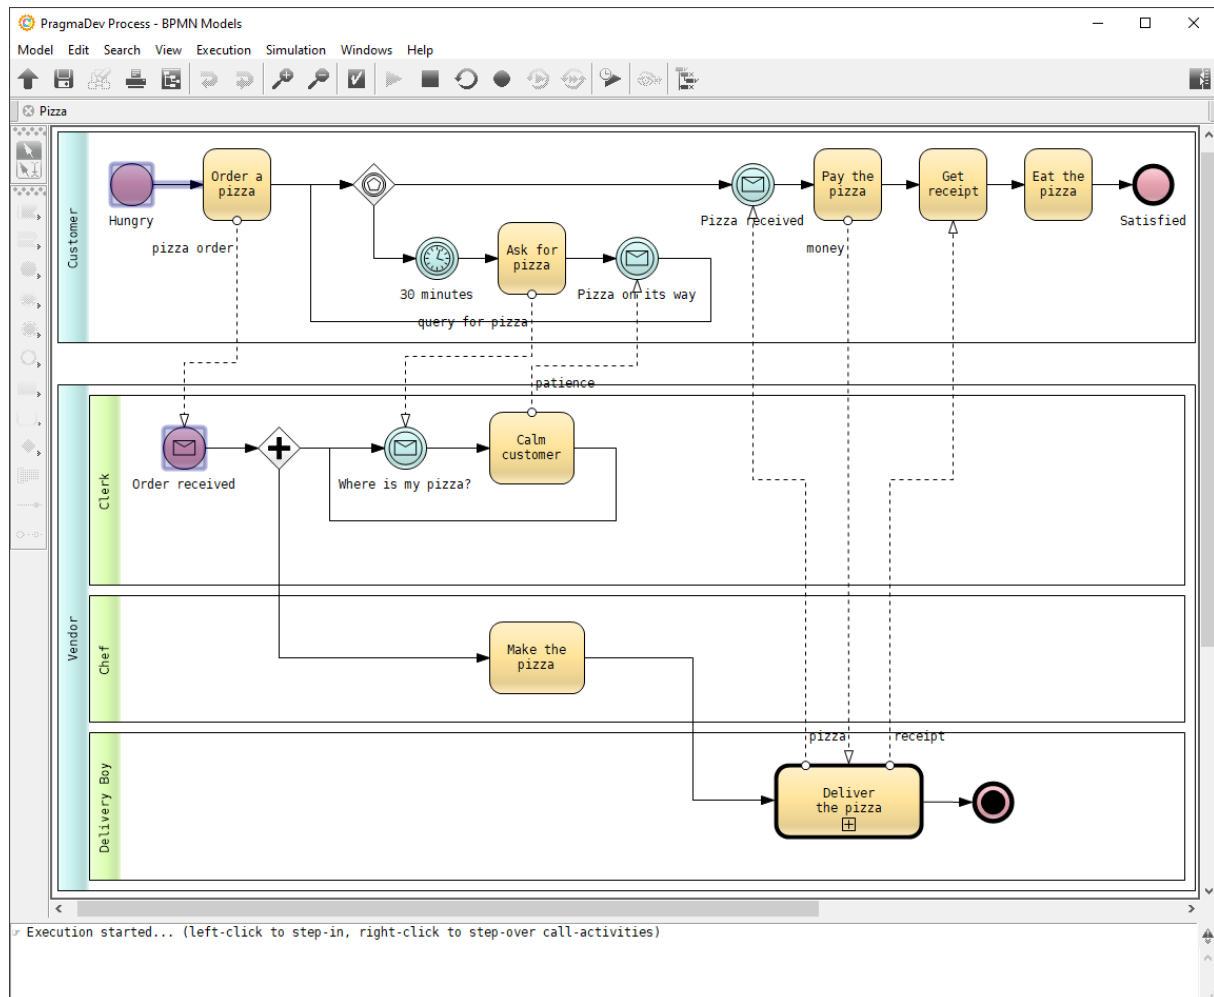 PragmaDev Process - BPMN Models
Model Edit Search View Execution Simulation Windows Help
Pizza
Customer
Hungry
Order a
pizza
pizza order
30 minutes
Ask for
pizza
query for pizza
Pizza on its way
Pizza received
Pay the
pizza
money
Get
receipt
Eat the
pizza
Satisfied
patience
Vendor
Clerk
Order received
Where is my pizza?
Calm
customer
Chef
Make the
pizza
Delivery Boy
pizza
receipt
Deliver
the pizza
Execution started... (left-click to step-in, right-click to step-over call-activities)